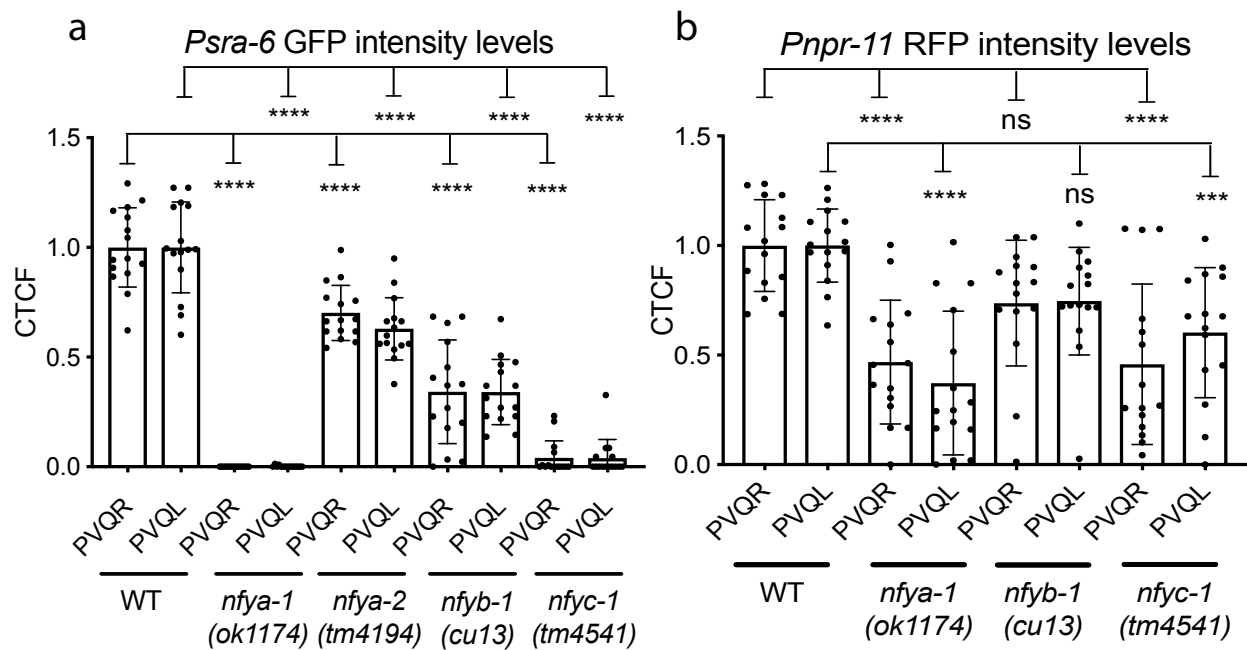 a
Psra-6 GFP intensity levels
**** **** **** ****
**** **** **** ****
1.5
1.0
0.5
0.0
CTCF
PVQR PVQL PVQR PVQL PVQR PVQL PVQR PVQL PVQR PVQL
WT nfya-1 nfya-2 nfyb-1 nfyc-1
(ok1174) (tm4194) (cu13) (tm4541)
b
Pnpr-11 RFP intensity levels
**** ns ****
**** ns ***
1.5
1.0
0.5
0.0
CTCF
PVQR PVQL PVQR PVQL PVQR PVQL PVQR PVQL
WT nfya-1 nfyb-1 nfyc-1
(ok1174) (cu13) (tm4541)